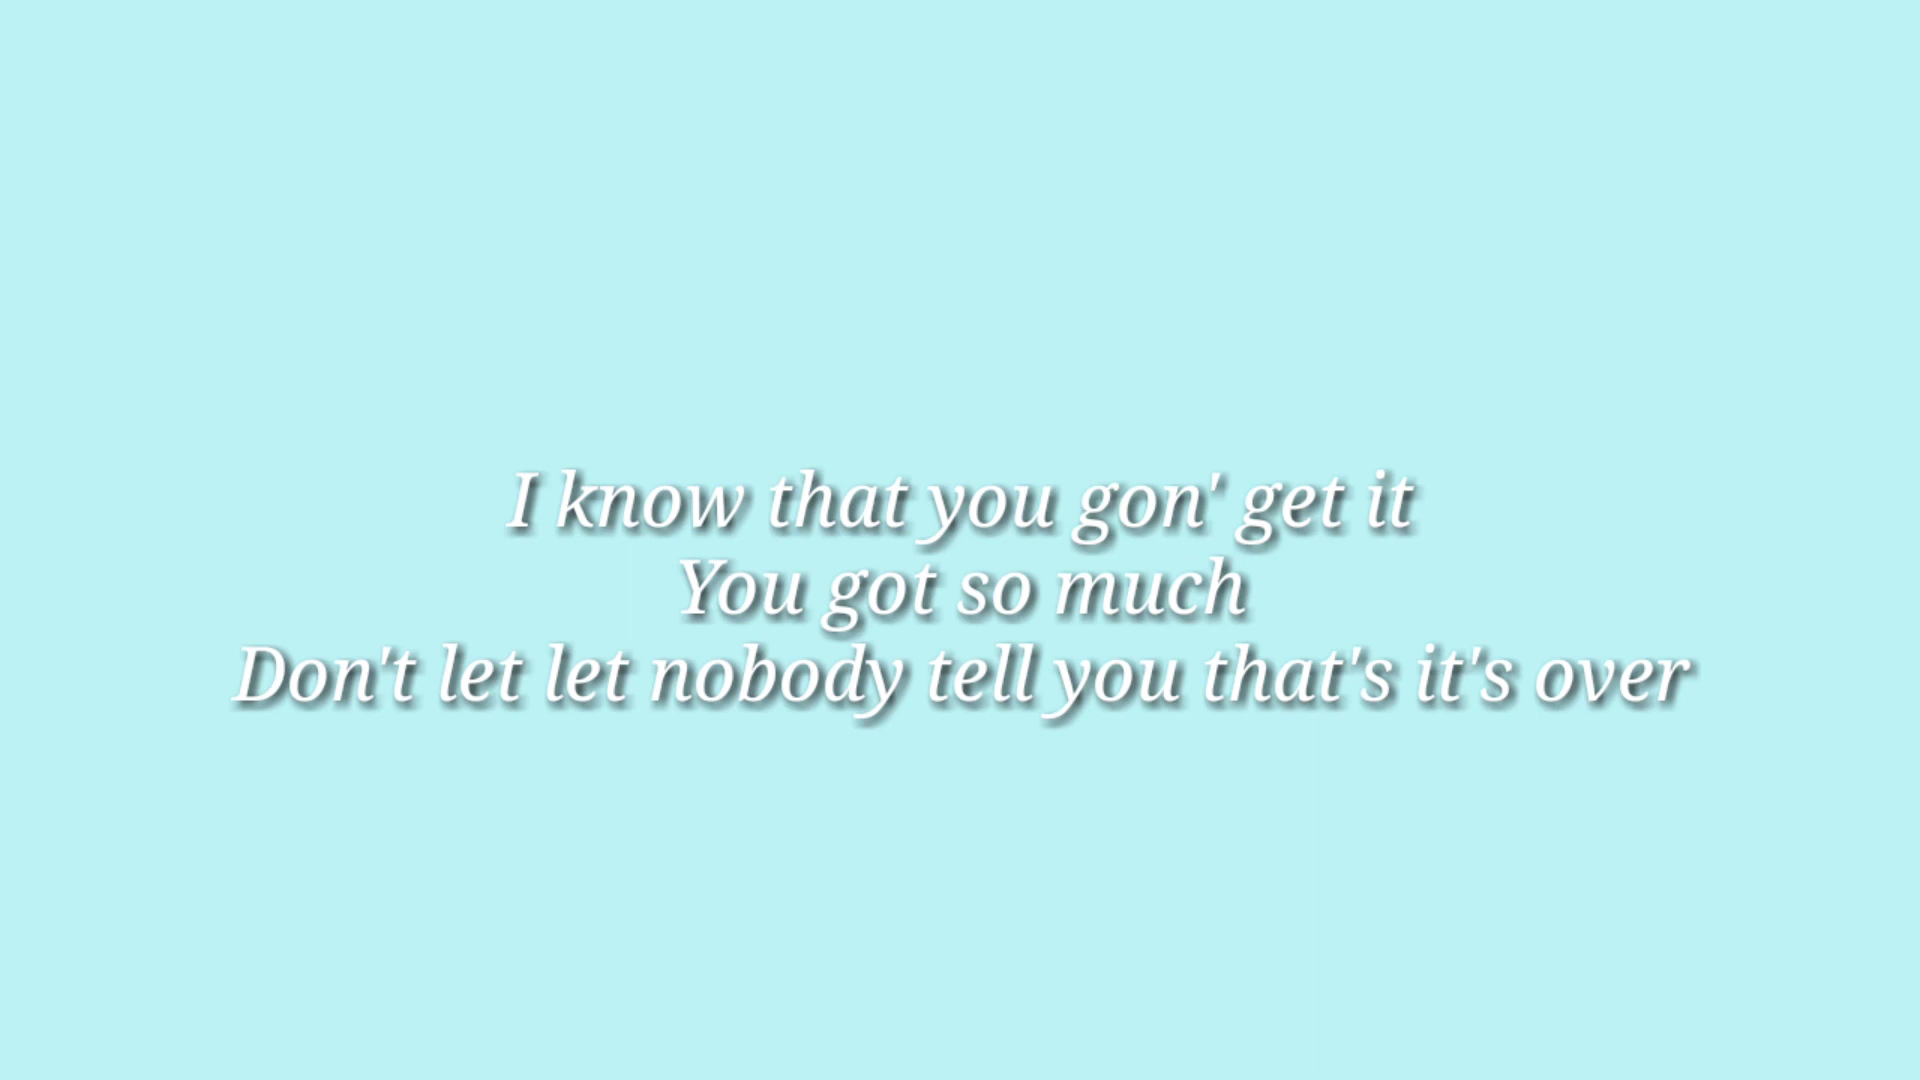 I know that you gon' get it
You got so much
Don't let let nobody tell you that's it's over